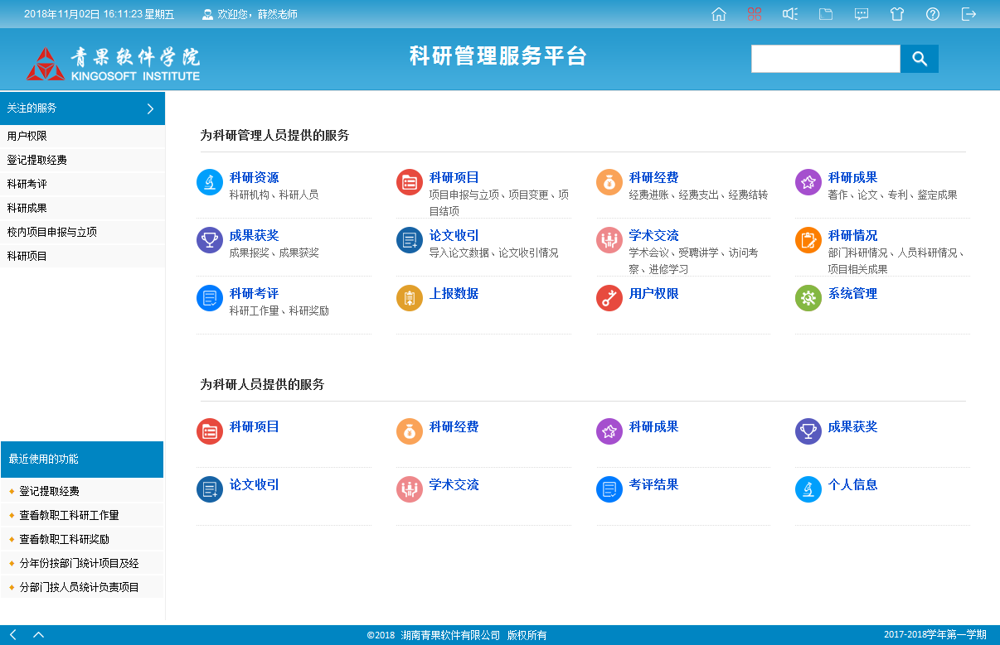 2018年11月02日 16:11:23 星期五
欢迎您，薛然老师
青果软件学院
KINGOSOFT INSTITUTE
科研管理服务平台
关注的服务
用户权限
登记提取经费
科研考评
科研成果
校内项目申报与立项
科研项目
最近使用的功能
登记提取经费
查看教职工科研工作量
查看教职工科研奖励
分年份按部门统计项目及经
分部门按人员统计负责项目
为科研管理人员提供的服务
科研资源
科研机构、科研人员
科研项目
项目申报与立项、项目变更、项
目结项
科研经费
经费进账、经费支出、经费结转
科研成果
著作、论文、专利、鉴定成果
成果获奖
成果报奖、成果获奖
论文收引
导入论文数据、论文收引情况
学术交流
学术会议、受聘讲学、访问考
察、进修学习
科研情况
部门科研情况、人员科研情况、
项目相关成果
科研考评
科研工作量、科研奖励
上报数据
用户权限
系统管理
为科研人员提供的服务
科研项目
科研经费
科研成果
成果获奖
论文收引
学术交流
考评结果
个人信息
©2018 湖南青果软件有限公司 版权所有
2017-2018学年第一学期